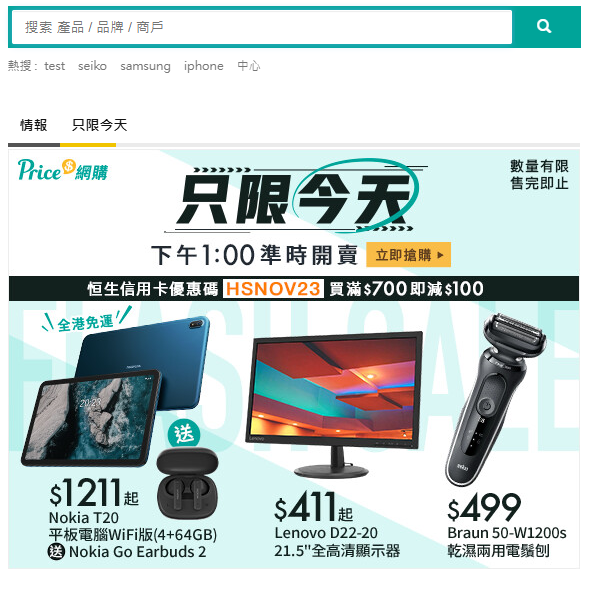 搜索 產品 / 品牌 / 商戶
熱搜 : test seiko samsung iphone 中心
情報 只限今天
Price 網購
數量有限
售完即止
只限今天
下午1:00準時開賣 立即搶購
恒生信用卡優惠碼 HSNOV23 買滿$700即減$100
FLASH SALE
全港免運
20:23
送
Lenovo
$1211起
Nokia T20
平板電腦WiFi版(4+64GB)
送 Nokia Go Earbuds 2
$411起
Lenovo D22-20
21.5"全高清顯示器
$499
Braun 50-W1200s
乾濕兩用電鬚刨